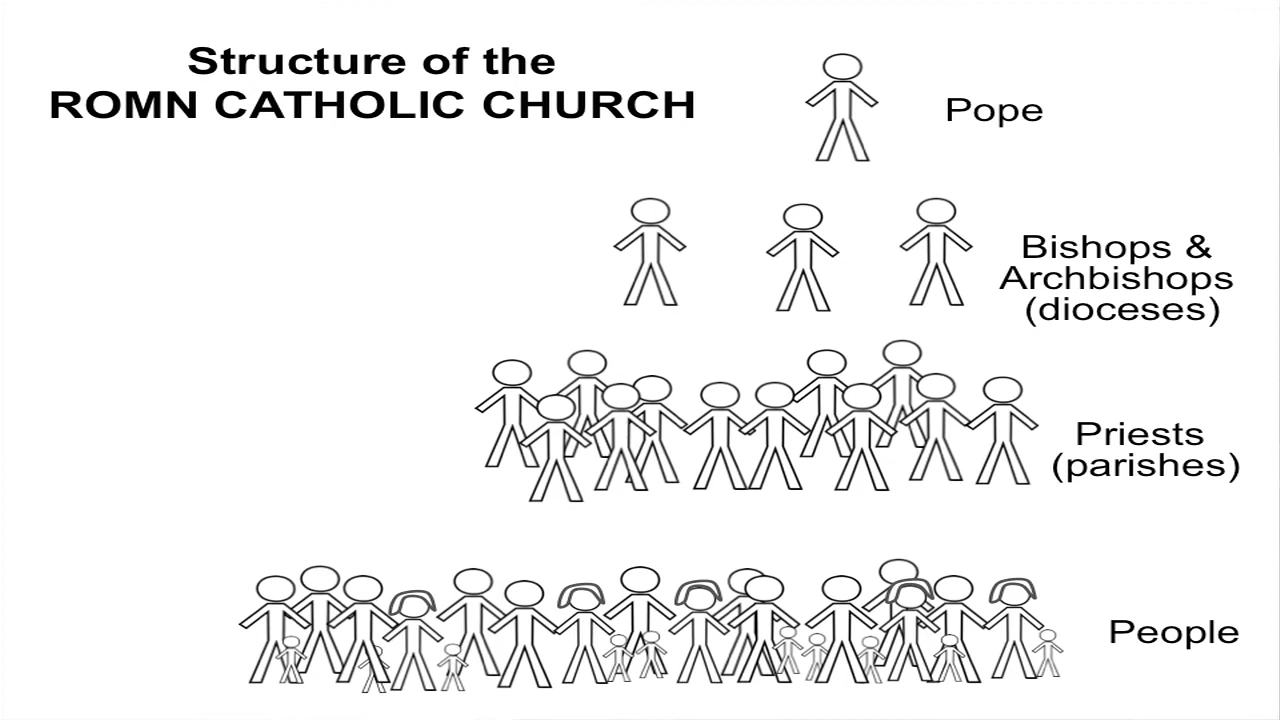 Structure of the
ROMN CATHOLIC CHURCH
Pope
Bishops &
Archbishops
(dioceses)
Priests
(parishes)
People